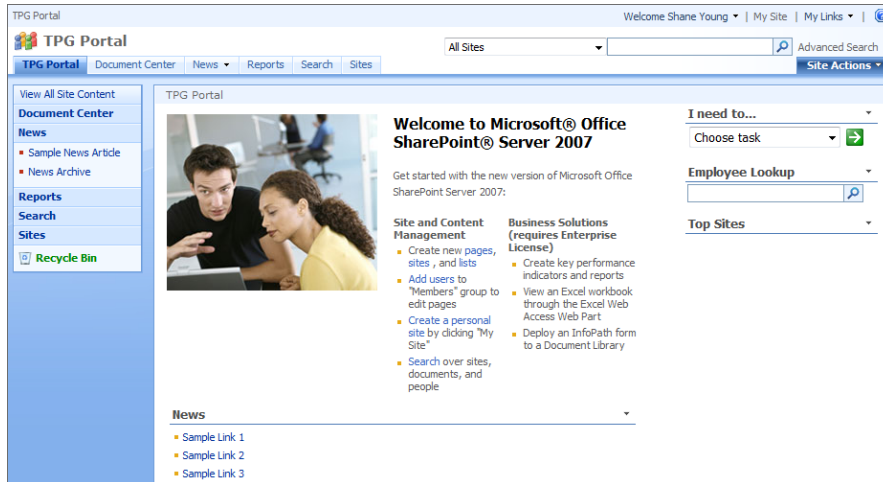 TPG Portal
Welcome Shane Young | My Site | My Links |
TPG Portal
All Sites
Advanced Search
TPG Portal Document Center News Reports Search Sites
Site Actions
View All Site Content
Document Center
News
Sample News Article
News Archive
Reports
Search
Sites
Recycle Bin
TPG Portal
Welcome to Microsoft® Office
SharePoint® Server 2007
Get started with the new version of Microsoft Office
SharePoint Server 2007:
Site and Content
Management
Create new pages,
sites , and lists
Add users to
"Members" group to
edit pages
Create a personal
site by clicking "My
Site"
Search over sites,
documents, and
people
Business Solutions
(requires Enterprise
License)
Create key performance
indicators and reports
View an Excel workbook
through the Excel Web
Access Web Part
Deploy an InfoPath form
to a Document Library
I need to...
Choose task
Employee Lookup
Top Sites
News
Sample Link 1
Sample Link 2
Sample Link 3